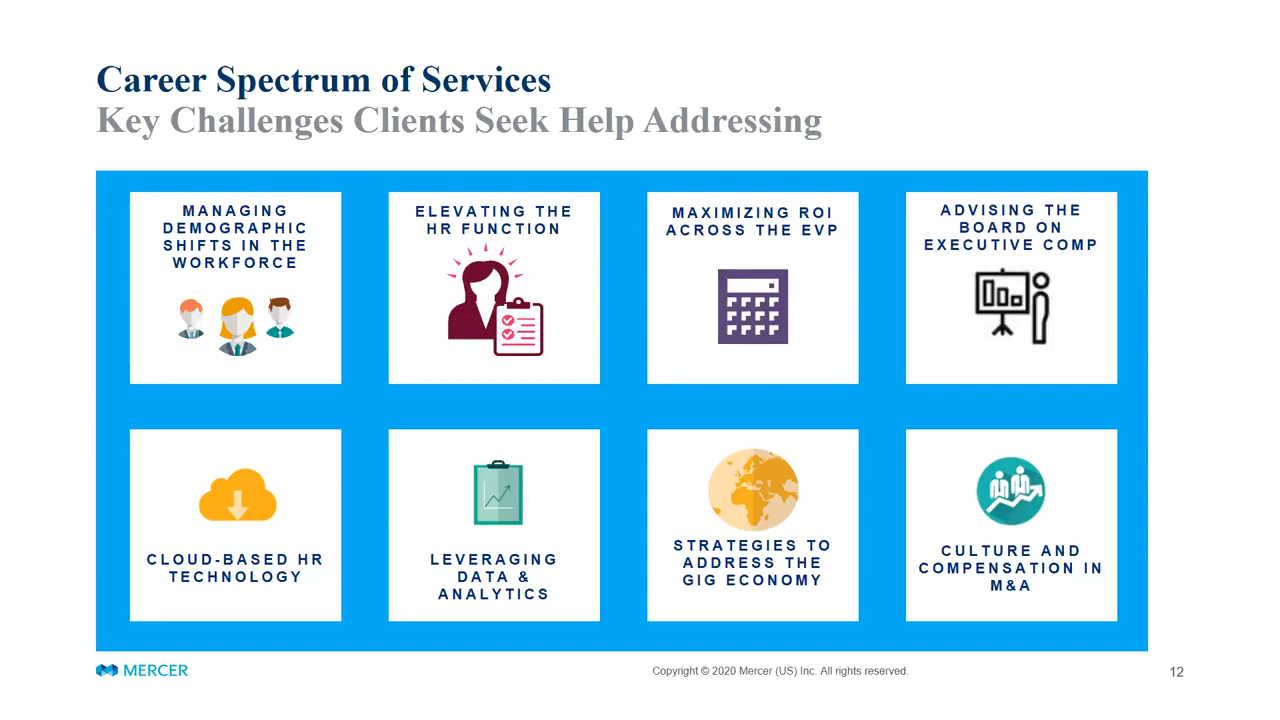 Career Spectrum of Services
Key Challenges Clients Seek Help Addressing
MANAGING
DEMOGRAPHIC
SHIFTS IN THE
WORKFORCE
ELEVATING THE
HR FUNCTION
MAXIMIZING ROI
ACROSS THE EVP
ADVISING THE
BOARD ON
EXECUTIVE COMP
CLOUD-BASED HR
TECHNOLOGY
LEVERAGING
DATA &
ANALYTICS
STRATEGIES TO
ADDRESS THE
GIG ECONOMY
CULTURE AND
COMPENSATION IN
M&A
MERCER
Copyright © 2020 Mercer (US) Inc. All rights reserved.
12